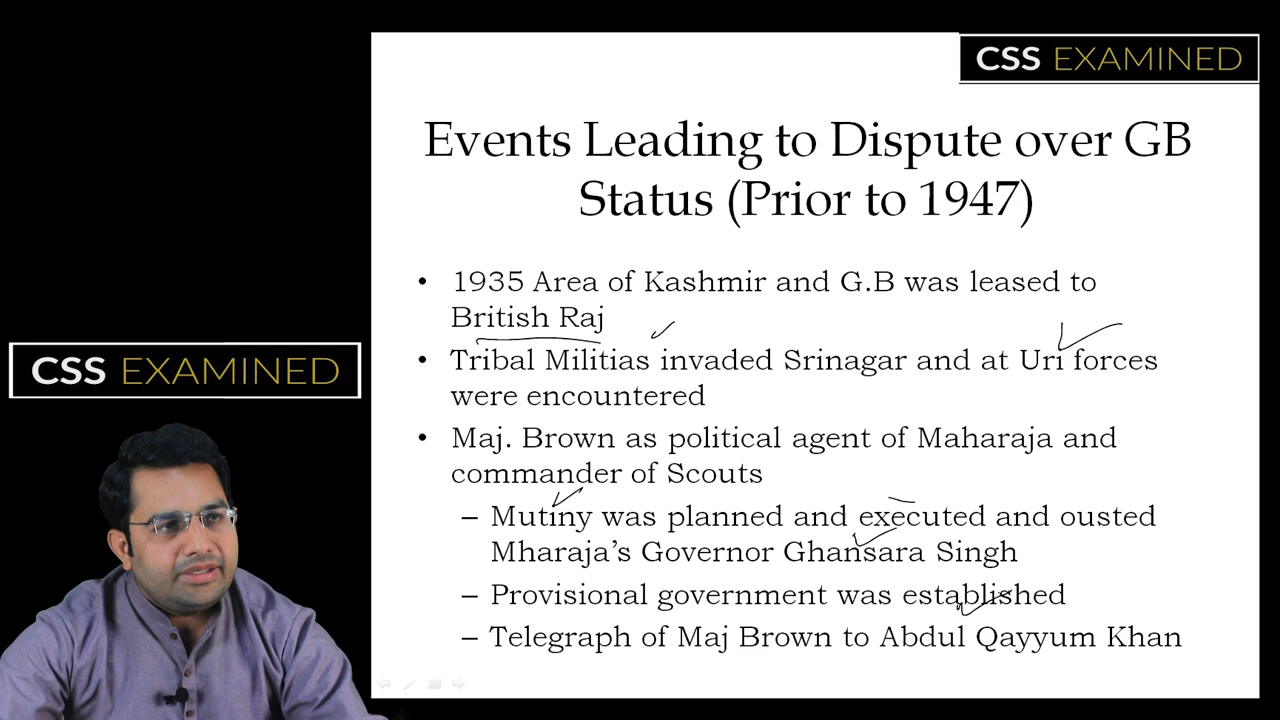 CSS EXAMINED
Events Leading to Dispute over GB
Status (Prior to 1947)
• 1935 Area of Kashmir and G.B was leased to
British Raj
• Tribal Militias invaded Srinagar and at Uri forces
were encountered
• Maj. Brown as political agent of Maharaja and
commander of Scouts
– Mutiny was planned and executed and ousted
Mharaja's Governor Ghansara Singh
– Provisional government was established
– Telegraph of Maj Brown to Abdul Qayyum Khan
CSS EXAMINED